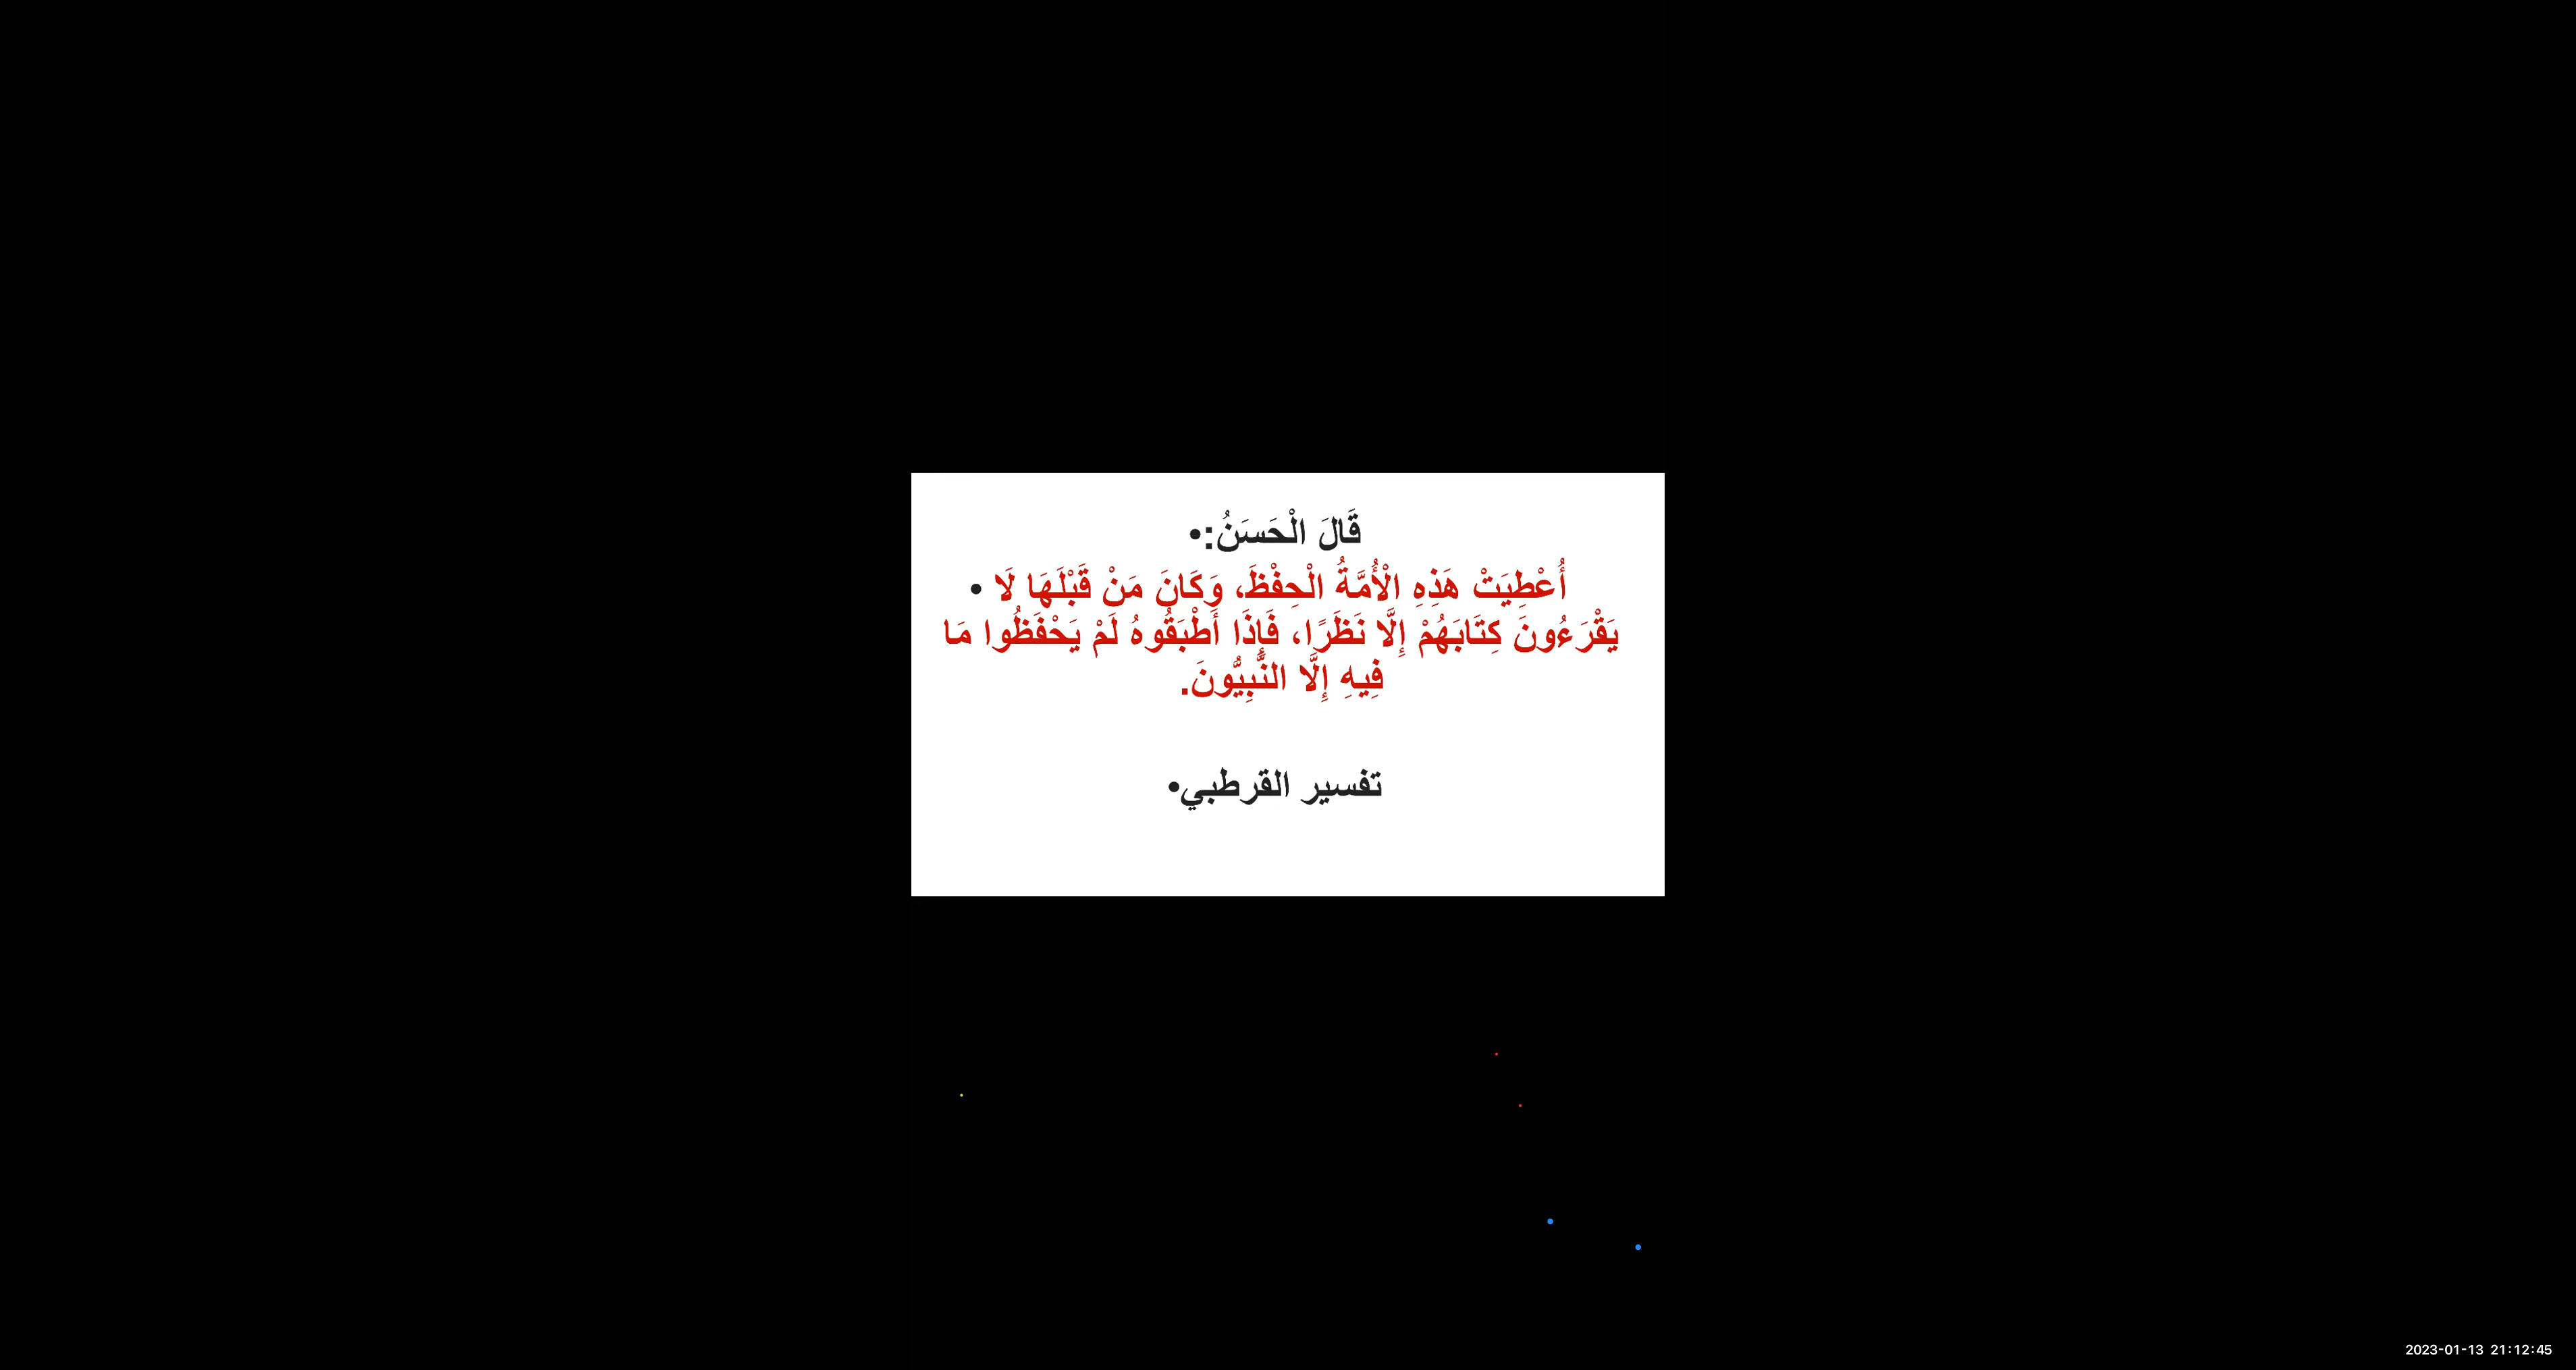 قَالَ الْحَسَنُ:•
أُعْطِيَتْ هَذِهِ الْأُمَّةُ الْحِفْظَ، وَكَانَ مَنْ قَبْلَهَا لَا •
يَقْرَءُونَ كِتَابَهُمْ إِلَّا نَظَرًا، فَإِذَا أَطْبَقُوهُ لَمْ يَحْفَظُوا مَا
فِيهِ إِلَّا النَّبِيُّونَ.
تفسير القرطبي•
2023-01-13 21:12:45